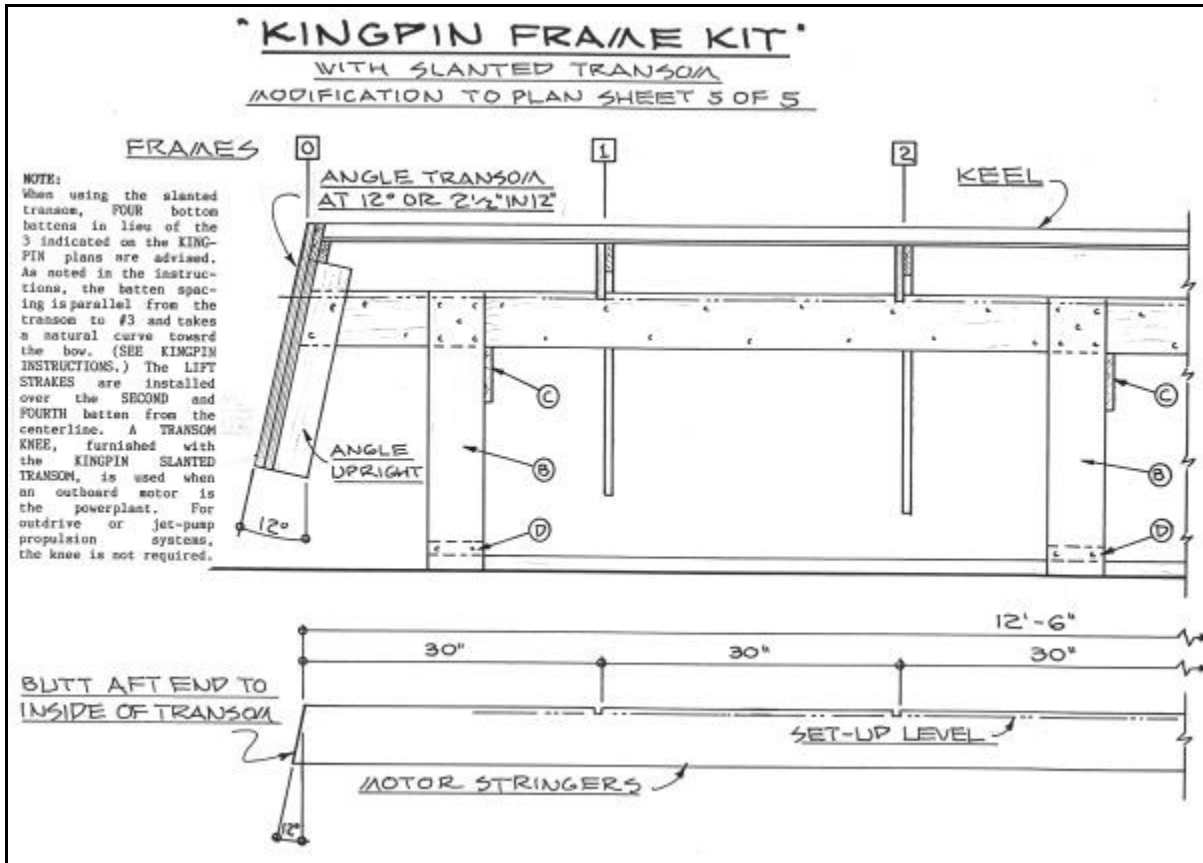 "KINGPIN FRAME KIT"
WITH SLANTED TRANSOM
MODIFICATION TO PLAN SHEET 5 OF 5
FRAMES
0
1
2
KEEL
ANGLE TRANSOM
AT 12° OR 2½" IN 12"
NOTE:
When using the slanted
transom, FOUR bottom
battens in lieu of the
3 indicated on the KING-
PIN plans are advised.
As noted in the instruc-
tions, the batten spac-
ing is parallel from the
transom to #3 and takes
a natural curve toward
the bow. (SEE KINGPIN
INSTRUCTIONS.) The LIFT
STRAKES are installed
over the SECOND and
FOURTH batten from the
centerline. A TRANSOM
KNEE, furnished with
the KINGPIN SLANTED
TRANSOM, is used when
an outboard motor is
the powerplant. For
outdrive or jet-pump
propulsion systems,
the knee is not required.
C
C
ANGLE
UPRIGHT
B
B
12°
D
D
12'-6"
30"
30"
30"
BUTT AFT END TO
INSIDE OF TRANSOM
SET-UP LEVEL
MOTOR STRINGERS
12°